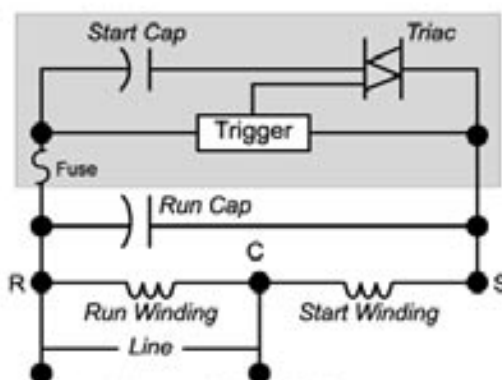 Start Cap Triac
Trigger
Fuse
Run Cap
C
R S
Run Winding Start Winding
Line